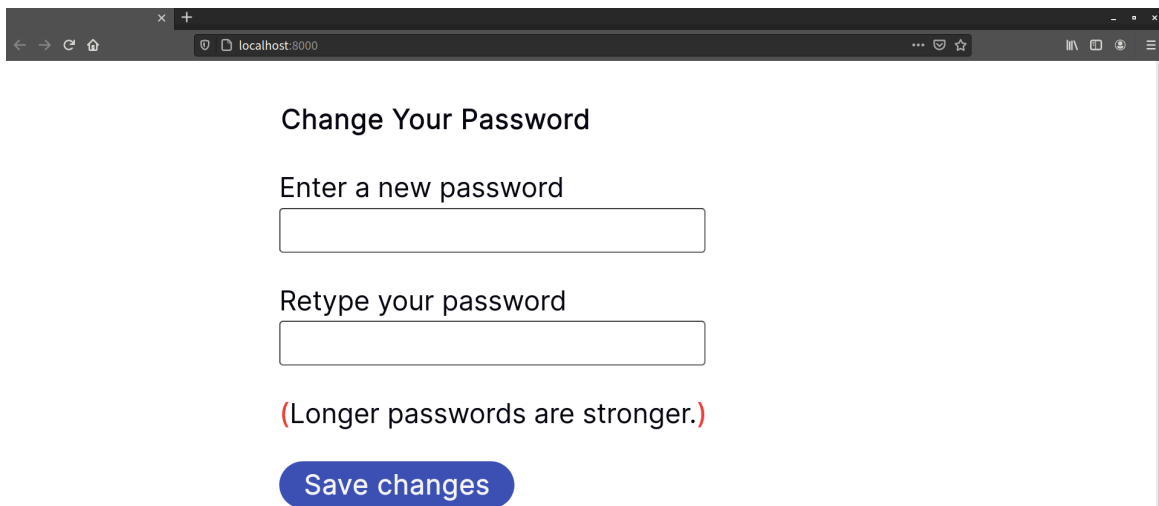 localhost:8000
Change Your Password
Enter a new password
Retype your password
(Longer passwords are stronger.)
Save changes